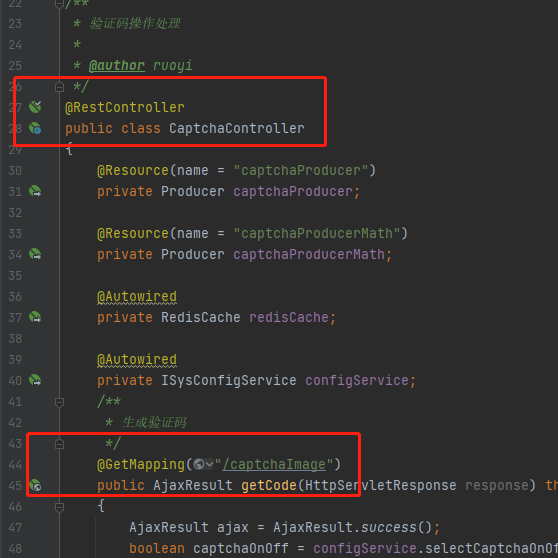 22 /**
23 * 验证码操作处理
24 *
25 * @author ruoyi
26 */
27 @RestController
28 public class CaptchaController
29 {
30 @Resource(name = "captchaProducer")
31 private Producer captchaProducer;
32
33 @Resource(name = "captchaProducerMath")
34 private Producer captchaProducerMath;
35
36 @Autowired
37 private RedisCache redisCache;
38
39 @Autowired
40 private ISysConfigService configService;
41 /**
42 * 生成验证码
43 */
44 @GetMapping("/captchaImage")
45 public AjaxResult getCode(HttpServletResponse response) th
46 {
47 AjaxResult ajax = AjaxResult.success();
48 boolean captchaOnOff = configService.selectCaptchaOnOf